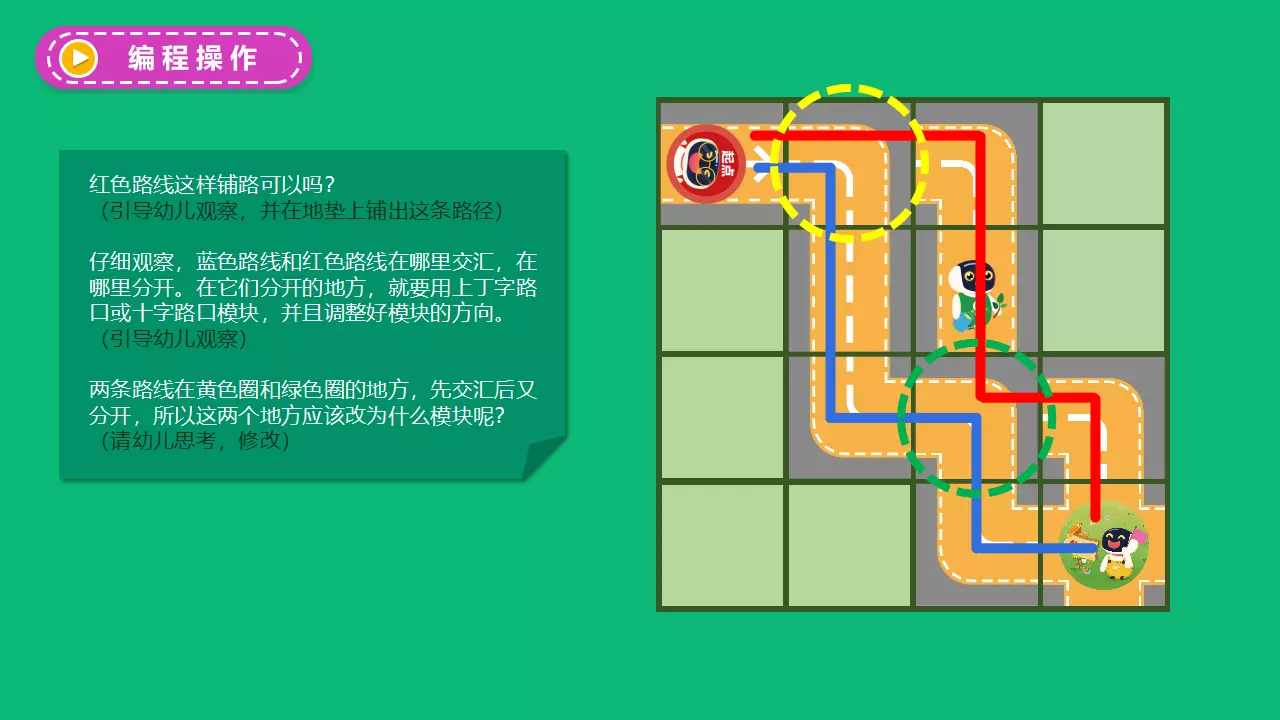 编程操作
红色路线这样铺路可以吗？
（引导幼儿观察，并在地垫上铺出这条路径）
仔细观察，蓝色路线和红色路线在哪里交汇，在
哪里分开。在它们分开的地方，就要用上丁字路
口或十字路口模块，并且调整好模块的方向。
（引导幼儿观察）
两条路线在黄色圈和绿色圈的地方，先交汇后又
分开，所以这两个地方应该改为什么模块呢？
（请幼儿思考，修改）
起点